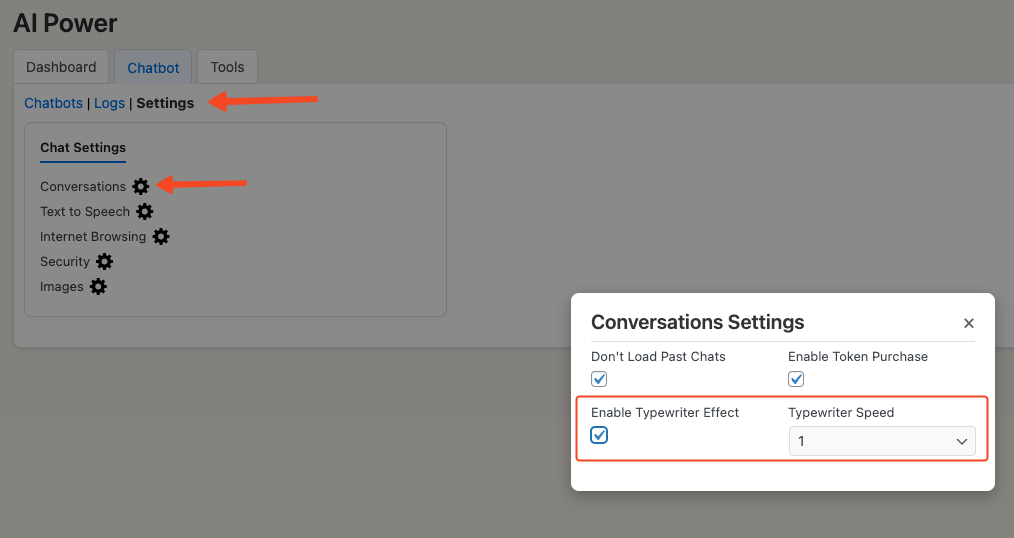 AI Power
Dashboard Chatbot Tools
Chatbots | Logs | Settings
Chat Settings
Conversations
Text to Speech
Internet Browsing
Security
Images
Conversations Settings ×
Don't Load Past Chats Enable Token Purchase
Enable Typewriter Effect Typewriter Speed
1